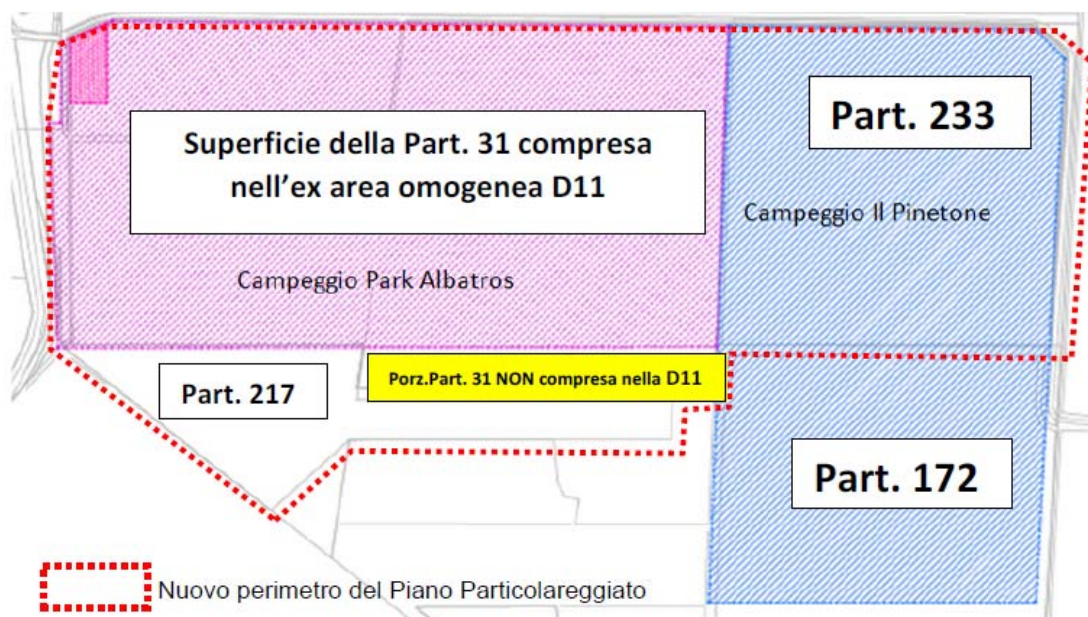 Superficie della Part. 31 compresa
nell'ex area omogenea D11
Part. 233
Campeggio Il Pinetone
Campeggio Park Albatros
Part. 217
Porz.Part. 31 NON compresa nella D11
Part. 172
Nuovo perimetro del Piano Particolareggiato